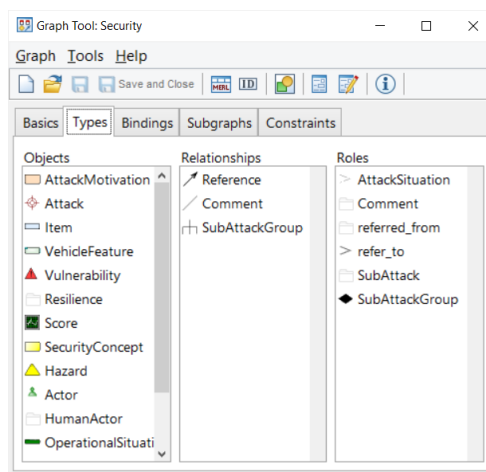 Graph Tool: Security
Graph Tools Help
Save and Close MERL ID
Basics Types Bindings Subgraphs Constraints
Objects Relationships Roles
AttackMotivation Reference AttackSituation
Attack Comment Comment
Item SubAttackGroup referred_from
VehicleFeature refer_to
Vulnerability SubAttack
Resilience SubAttackGroup
Score
SecurityConcept
Hazard
Actor
HumanActor
OperationalSituati